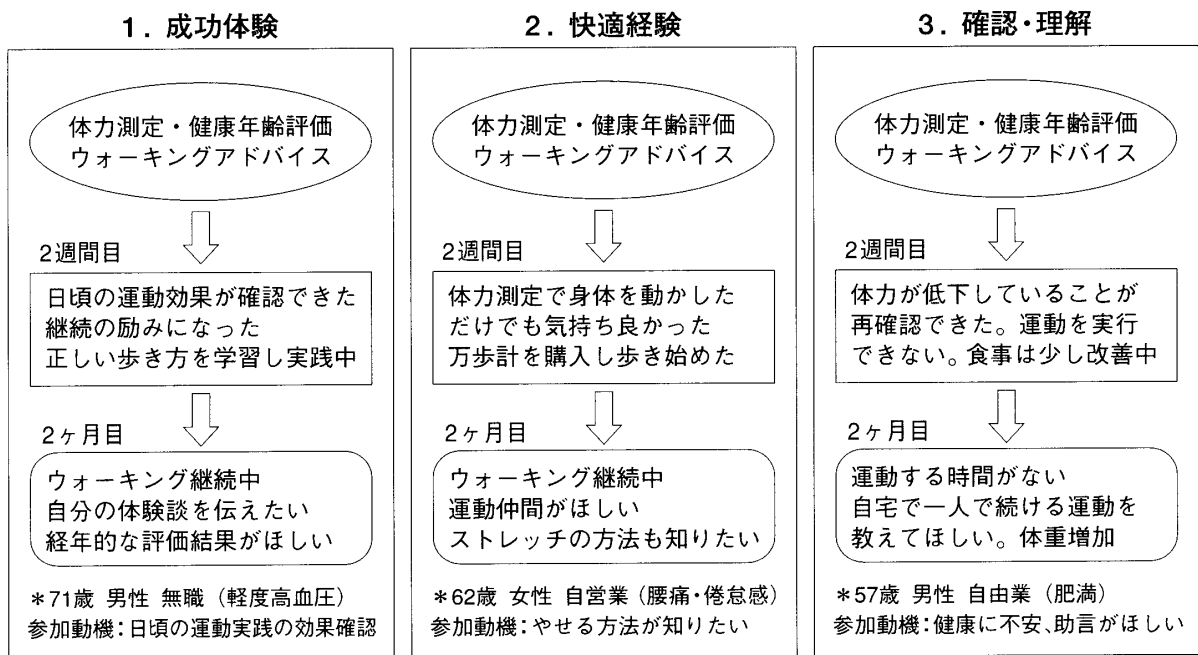 1. 成功体験
体力測定・健康年齢評価
ウォーキングアドバイス
2週間目
日頃の運動効果が確認できた
継続の励みになった
正しい歩き方を学習し実践中
2ヶ月目
ウォーキング継続中
自分の体験談を伝えたい
経年的な評価結果がほしい
*71歳 男性 無職（軽度高血圧）
参加動機：日頃の運動実践の効果確認
2. 快適経験
体力測定・健康年齢評価
ウォーキングアドバイス
2週間目
体力測定で身体を動かした
だけでも気持ち良かった
万歩計を購入し歩き始めた
2ヶ月目
ウォーキング継続中
運動仲間がほしい
ストレッチの方法も知りたい
*62歳 女性 自営業（腰痛・倦怠感）
参加動機：やせる方法が知りたい
3. 確認・理解
体力測定・健康年齢評価
ウォーキングアドバイス
2週間目
体力が低下していることが
再確認できた。運動を実行
できない。食事は少し改善中
2ヶ月目
運動する時間がない
自宅で一人で続ける運動を
教えてほしい。体重増加
*57歳 男性 自由業（肥満）
参加動機：健康に不安、助言がほしい